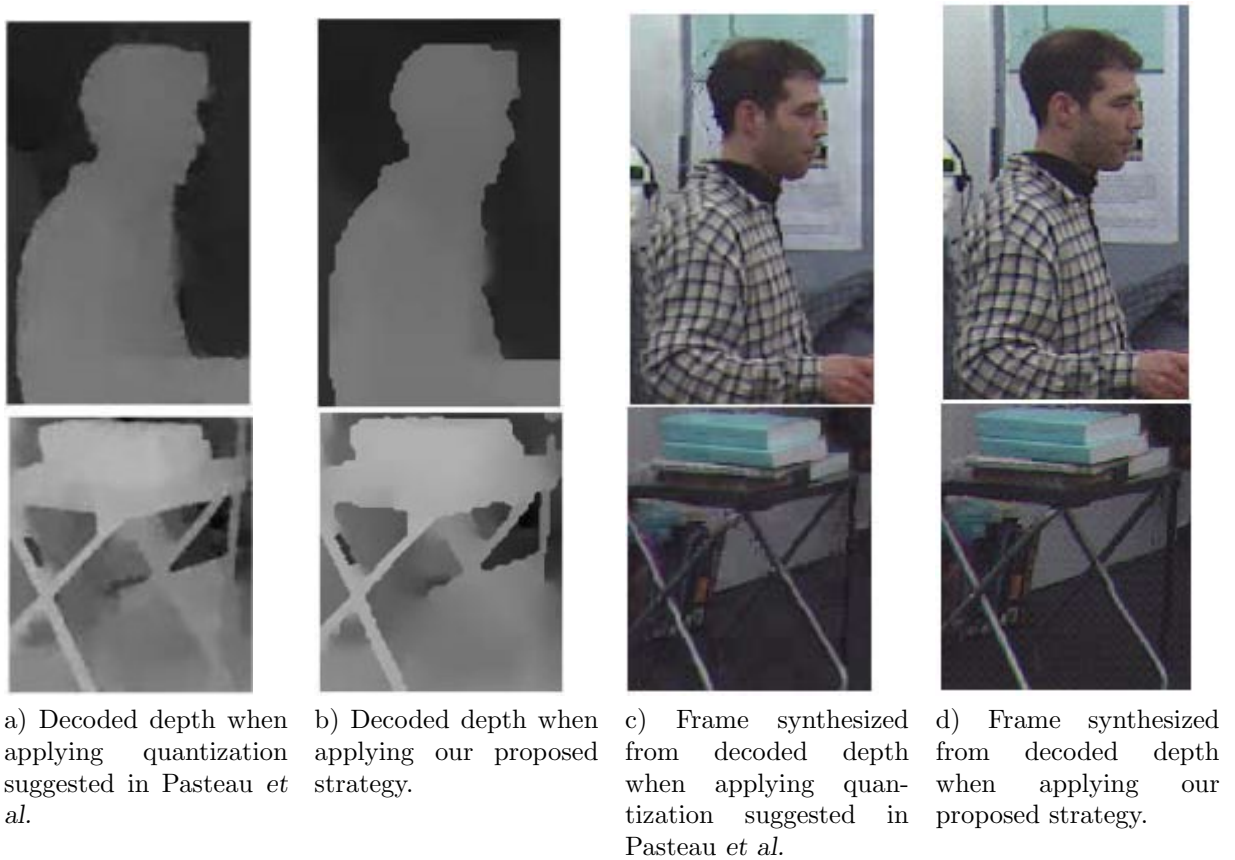 a) Decoded depth when
applying quantization
suggested in Pasteau et
al.
b) Decoded depth when
applying our proposed
strategy.
c) Frame synthesized
from decoded depth
when applying quan-
tization suggested in
Pasteau et al.
d) Frame synthesized
from decoded depth
when applying our
proposed strategy.